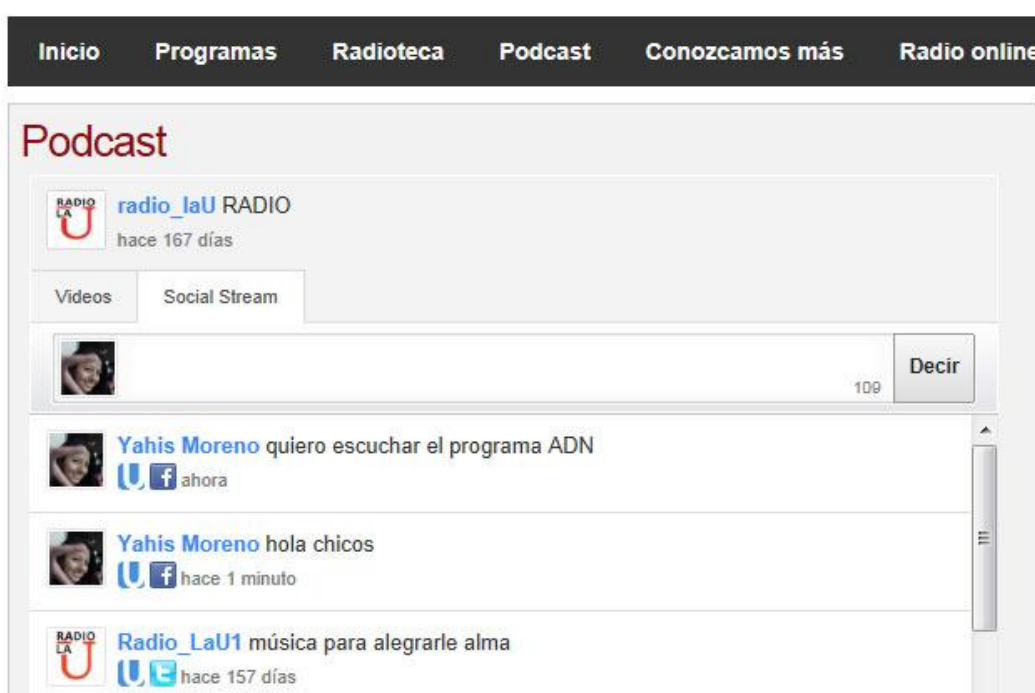 Inicio Programas Radioteca Podcast Conozcamos más Radio online
Podcast
RADIO LA U
radio_laU RADIO
hace 167 días
Videos Social Stream
109 Decir
Yahis Moreno quiero escuchar el programa ADN
ahora
Yahis Moreno hola chicos
hace 1 minuto
RADIO LA U
Radio_LaU1 música para alegrarle alma
hace 157 días